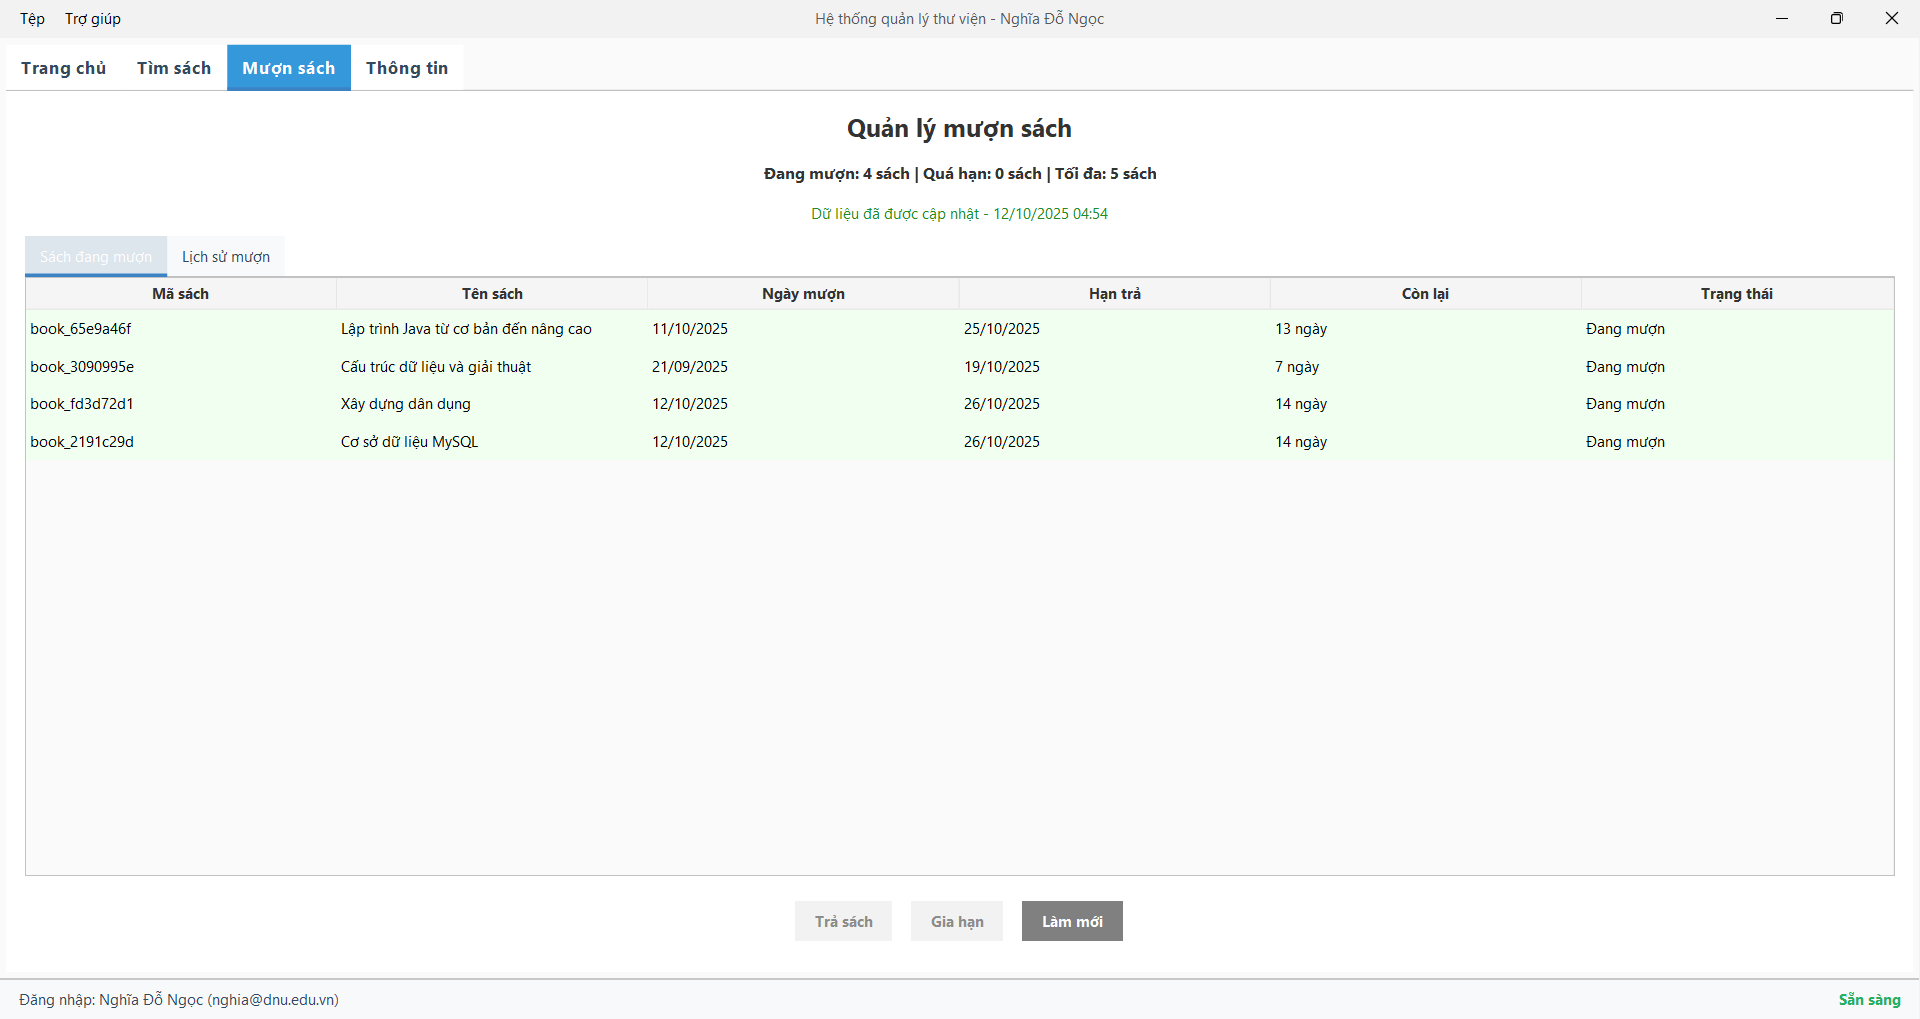 Tệp Trợ giúp Hệ thống quản lý thư viện - Nghĩa Đỗ Ngọc
Trang chủ Tìm sách Mượn sách Thông tin
Quản lý mượn sách
Đang mượn: 4 sách | Quá hạn: 0 sách | Tối đa: 5 sách
Dữ liệu đã được cập nhật - 12/10/2025 04:54
Sách đang mượn Lịch sử mượn
Mã sách Tên sách Ngày mượn Hạn trả Còn lại Trạng thái
book_65e9a46f Lập trình Java từ cơ bản đến nâng cao 11/10/2025 25/10/2025 13 ngày Đang mượn
book_3090995e Cấu trúc dữ liệu và giải thuật 21/09/2025 19/10/2025 7 ngày Đang mượn
book_fd3d72d1 Xây dựng dân dụng 12/10/2025 26/10/2025 14 ngày Đang mượn
book_2191c29d Cơ sở dữ liệu MySQL 12/10/2025 26/10/2025 14 ngày Đang mượn
Trả sách Gia hạn Làm mới
Đăng nhập: Nghĩa Đỗ Ngọc (nghia@dnu.edu.vn) Sẵn sàng